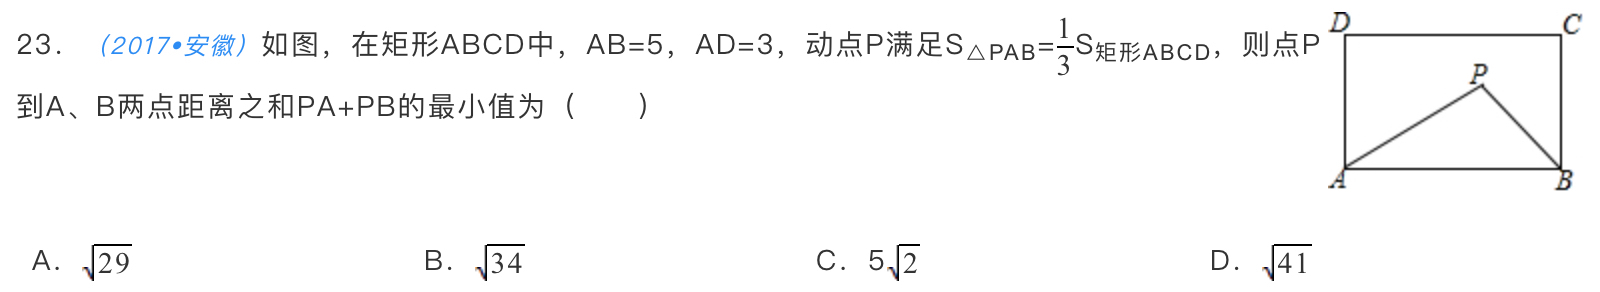 23. （2017•安徽）如图，在矩形ABCD中，AB=5，AD=3，动点P满足S△PAB=1/3S矩形ABCD，则点P
到A、B两点距离之和PA+PB的最小值为（　　）
D C
P
A B
A. √29 B. √34 C. 5√2 D. √41